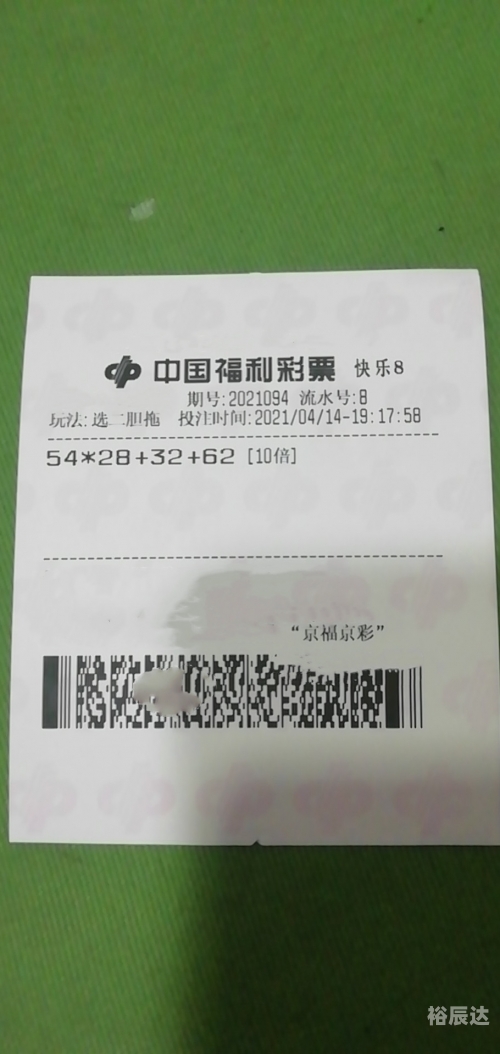 中国福利彩票 快乐8
期号:2021094 流水号:8
玩法:选二胆拖 投注时间:2021/04/14-19:17:58
54*28+32+62 [10倍]
“京福京彩”
裕辰达